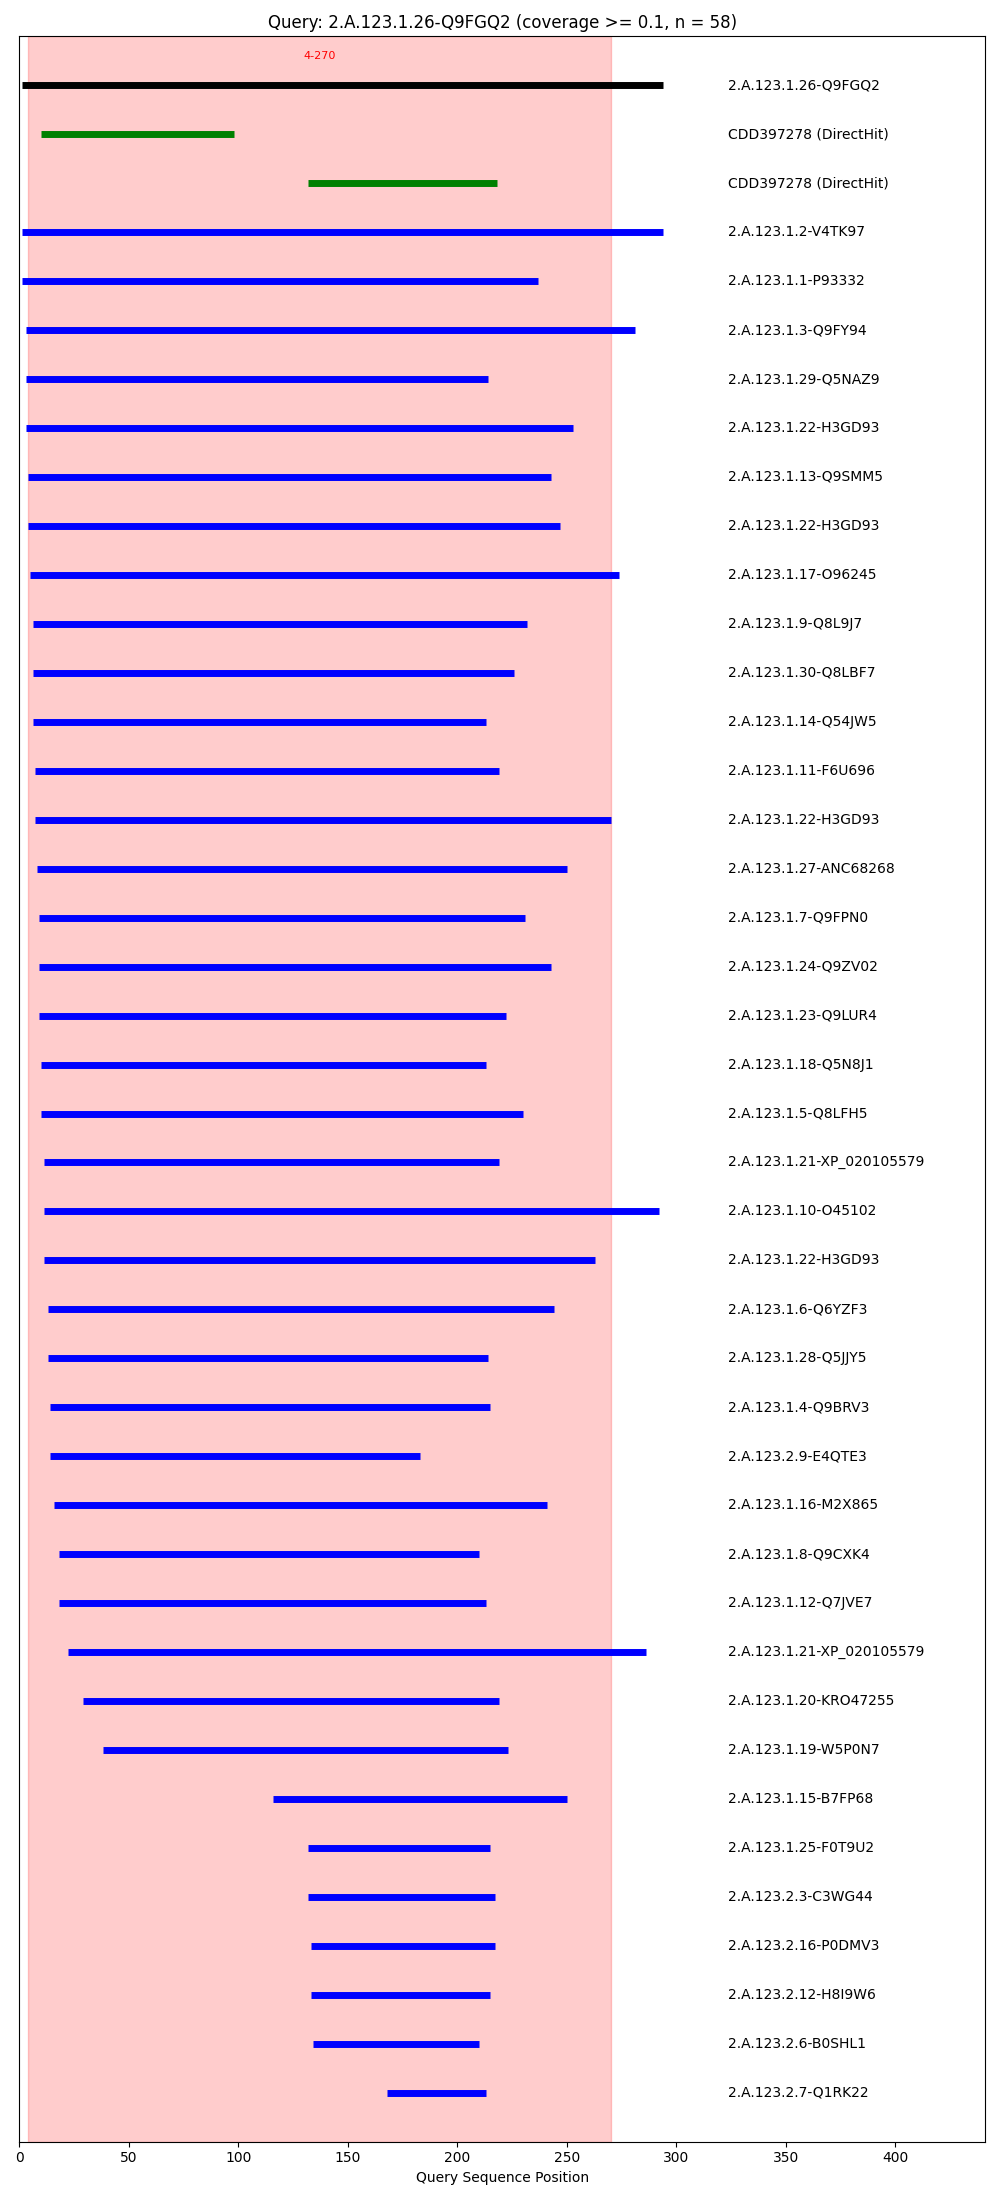 Query: 2.A.123.1.26-Q9FGQ2 (coverage >= 0.1, n = 58)
4-270
2.A.123.1.26-Q9FGQ2
CDD397278 (DirectHit)
CDD397278 (DirectHit)
2.A.123.1.2-V4TK97
2.A.123.1.1-P93332
2.A.123.1.3-Q9FY94
2.A.123.1.29-Q5NAZ9
2.A.123.1.22-H3GD93
2.A.123.1.13-Q9SMM5
2.A.123.1.22-H3GD93
2.A.123.1.17-O96245
2.A.123.1.9-Q8L9J7
2.A.123.1.30-Q8LBF7
2.A.123.1.14-Q54JW5
2.A.123.1.11-F6U696
2.A.123.1.22-H3GD93
2.A.123.1.27-ANC68268
2.A.123.1.7-Q9FPN0
2.A.123.1.24-Q9ZV02
2.A.123.1.23-Q9LUR4
2.A.123.1.18-Q5N8J1
2.A.123.1.5-Q8LFH5
2.A.123.1.21-XP_020105579
2.A.123.1.10-O45102
2.A.123.1.22-H3GD93
2.A.123.1.6-Q6YZF3
2.A.123.1.28-Q5JJY5
2.A.123.1.4-Q9BRV3
2.A.123.2.9-E4QTE3
2.A.123.1.16-M2X865
2.A.123.1.8-Q9CXK4
2.A.123.1.12-Q7JVE7
2.A.123.1.21-XP_020105579
2.A.123.1.20-KRO47255
2.A.123.1.19-W5P0N7
2.A.123.1.15-B7FP68
2.A.123.1.25-F0T9U2
2.A.123.2.3-C3WG44
2.A.123.2.16-P0DMV3
2.A.123.2.12-H8I9W6
2.A.123.2.6-B0SHL1
2.A.123.2.7-Q1RK22
0 50 100 150 200 250 300 350 400
Query Sequence Position